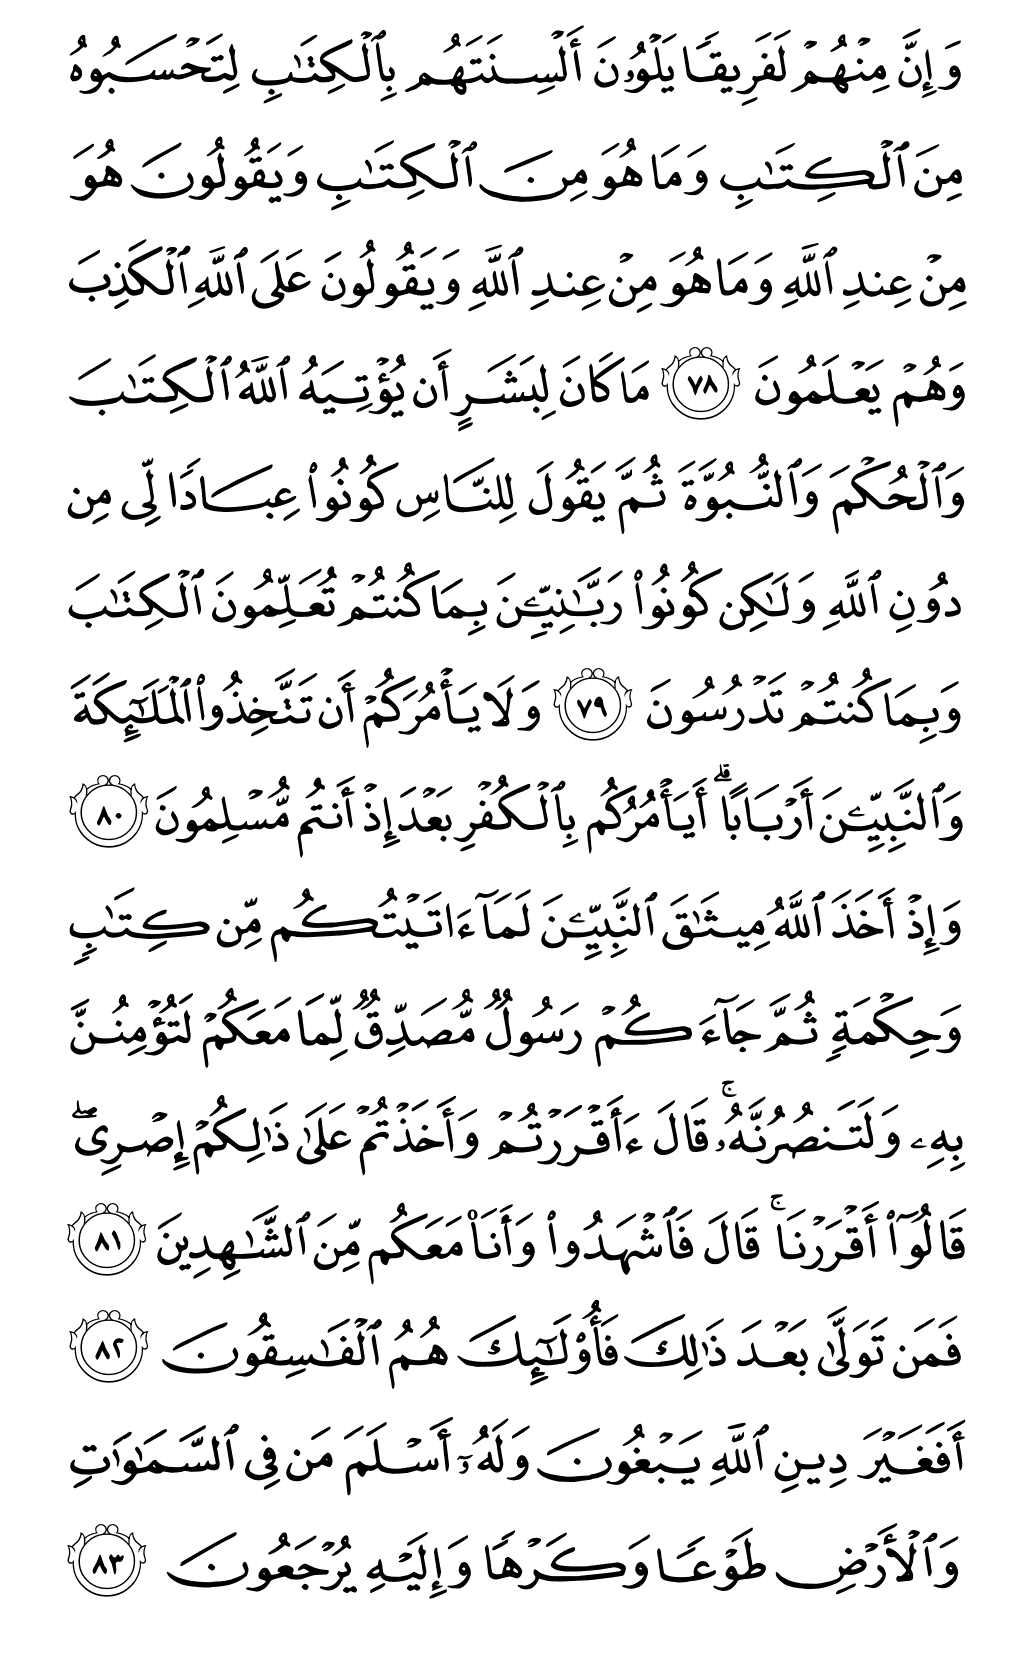 وَإِنَّ مِنۡهُمۡ لَفَرِيقٗا يَلۡوُۥنَ أَلۡسِنَتَهُم بِٱلۡكِتَٰبِ لِتَحۡسَبُوهُ
مِنَ ٱلۡكِتَٰبِ وَمَا هُوَ مِنَ ٱلۡكِتَٰبِ وَيَقُولُونَ هُوَ
مِنۡ عِندِ ٱللَّهِ وَمَا هُوَ مِنۡ عِندِ ٱللَّهِ وَيَقُولُونَ عَلَى ٱللَّهِ ٱلۡكَذِبَ
وَهُمۡ يَعۡلَمُونَ ٧٨ مَا كَانَ لِبَشَرٍ أَن يُؤۡتِيَهُ ٱللَّهُ ٱلۡكِتَٰبَ
وَٱلۡحُكۡمَ وَٱلنُّبُوَّةَ ثُمَّ يَقُولَ لِلنَّاسِ كُونُواْ عِبَادٗا لِّي مِن
دُونِ ٱللَّهِ وَلَٰكِن كُونُواْ رَبَّٰنِيِّـۧنَ بِمَا كُنتُمۡ تُعَلِّمُونَ ٱلۡكِتَٰبَ
وَبِمَا كُنتُمۡ تَدۡرُسُونَ ٧٩ وَلَا يَأۡمُرَكُمۡ أَن تَتَّخِذُواْ ٱلۡمَلَٰٓئِكَةَ
وَٱلنَّبِيِّـۧنَ أَرۡبَابًاۗ أَيَأۡمُرُكُم بِٱلۡكُفۡرِ بَعۡدَ إِذۡ أَنتُم مُّسۡلِمُونَ ٨٠
وَإِذۡ أَخَذَ ٱللَّهُ مِيثَٰقَ ٱلنَّبِيِّـۧنَ لَمَآ ءَاتَيۡتُكُم مِّن كِتَٰبٖ
وَحِكۡمَةٖ ثُمَّ جَآءَكُمۡ رَسُولٞ مُّصَدِّقٞ لِّمَا مَعَكُمۡ لَتُؤۡمِنُنَّ
بِهِۦ وَلَتَنصُرُنَّهُۥۚ قَالَ ءَأَقۡرَرۡتُمۡ وَأَخَذۡتُمۡ عَلَىٰ ذَٰلِكُمۡ إِصۡرِيۖ
قَالُوٓاْ أَقۡرَرۡنَاۚ قَالَ فَٱشۡهَدُواْ وَأَنَا۠ مَعَكُم مِّنَ ٱلشَّٰهِدِينَ ٨١
فَمَن تَوَلَّىٰ بَعۡدَ ذَٰلِكَ فَأُوْلَٰٓئِكَ هُمُ ٱلۡفَٰسِقُونَ ٨٢
أَفَغَيۡرَ دِينِ ٱللَّهِ يَبۡغُونَ وَلَهُۥٓ أَسۡلَمَ مَن فِي ٱلسَّمَٰوَٰتِ
وَٱلۡأَرۡضِ طَوۡعٗا وَكَرۡهٗا وَإِلَيۡهِ يُرۡجَعُونَ ٨٣